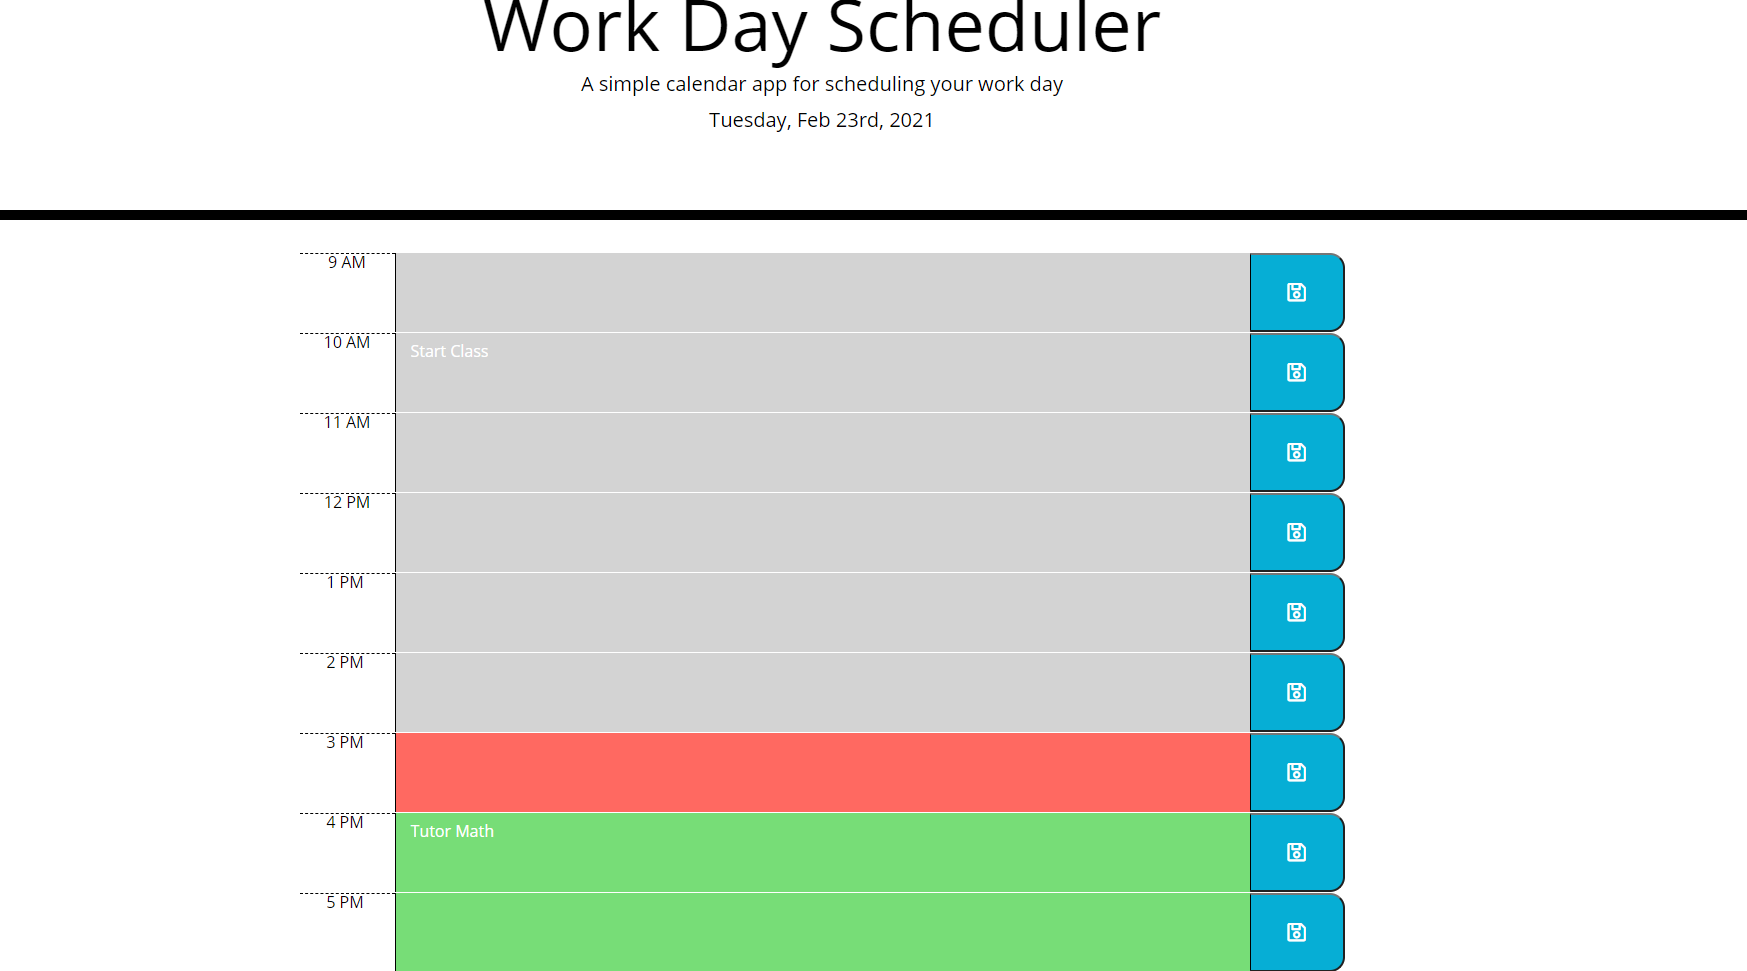 Work Day Scheduler
A simple calendar app for scheduling your work day
Tuesday, Feb 23rd, 2021
9 AM
10 AM
Start Class
11 AM
12 PM
1 PM
2 PM
3 PM
4 PM
Tutor Math
5 PM